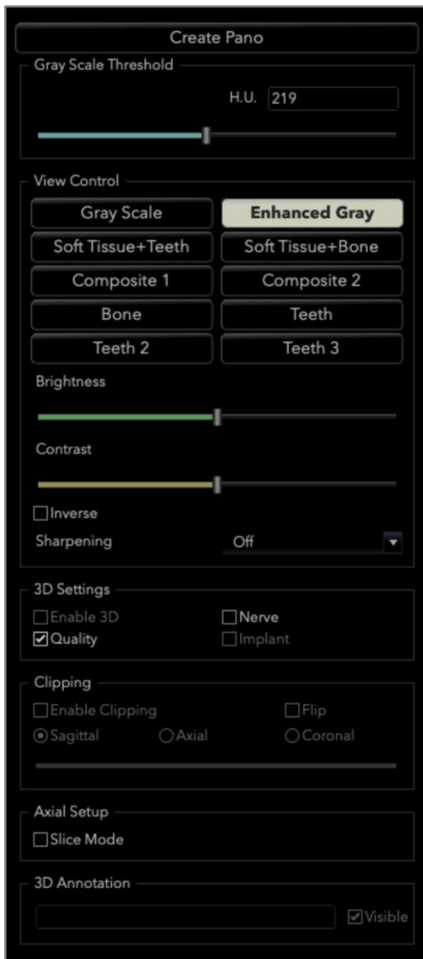 Create Pano
Gray Scale Threshold
H.U. 219
View Control
Gray Scale Enhanced Gray
Soft Tissue+Teeth Soft Tissue+Bone
Composite 1 Composite 2
Bone Teeth
Teeth 2 Teeth 3
Brightness
Contrast
Inverse
Sharpening Off
3D Settings
Enable 3D Nerve
Quality Implant
Clipping
Enable Clipping Flip
Sagittal Axial Coronal
Axial Setup
Slice Mode
3D Annotation
Visible